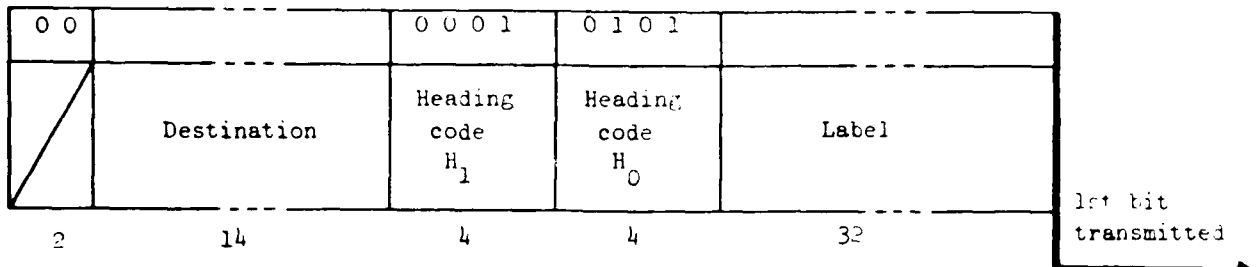 0 0 0 0 0 1 0 1 0 1
Destination
Heading code H1
Heading code H0
Label
1st bit transmitted
2 14 4 4 32